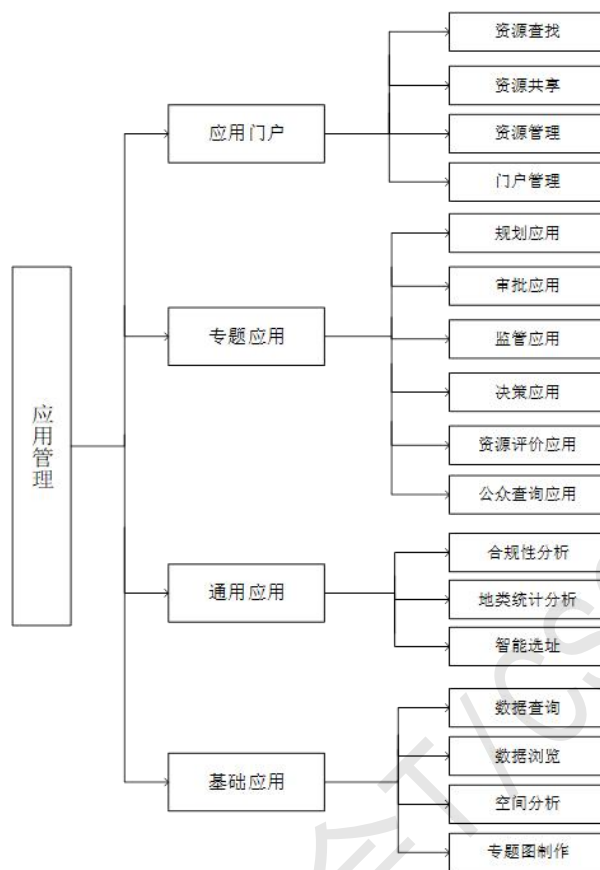 应用管理
应用门户
资源查找
资源共享
资源管理
门户管理
专题应用
规划应用
审批应用
监管应用
决策应用
资源评价应用
公众查询应用
通用应用
合规性分析
地类统计分析
智能选址
基础应用
数据查询
数据浏览
空间分析
专题图制作